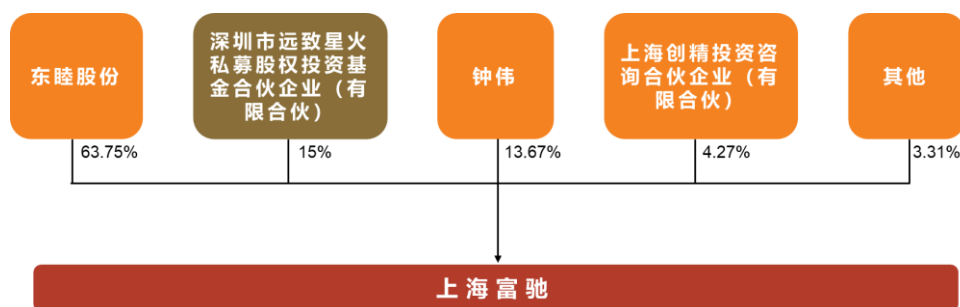 东睦股份
深圳市远致星火
私募股权投资基
金合伙企业（有
限合伙）
钟伟
上海创精投资咨
询合伙企业（有
限合伙）
其他
63.75%
15%
13.67%
4.27%
3.31%
上海富驰